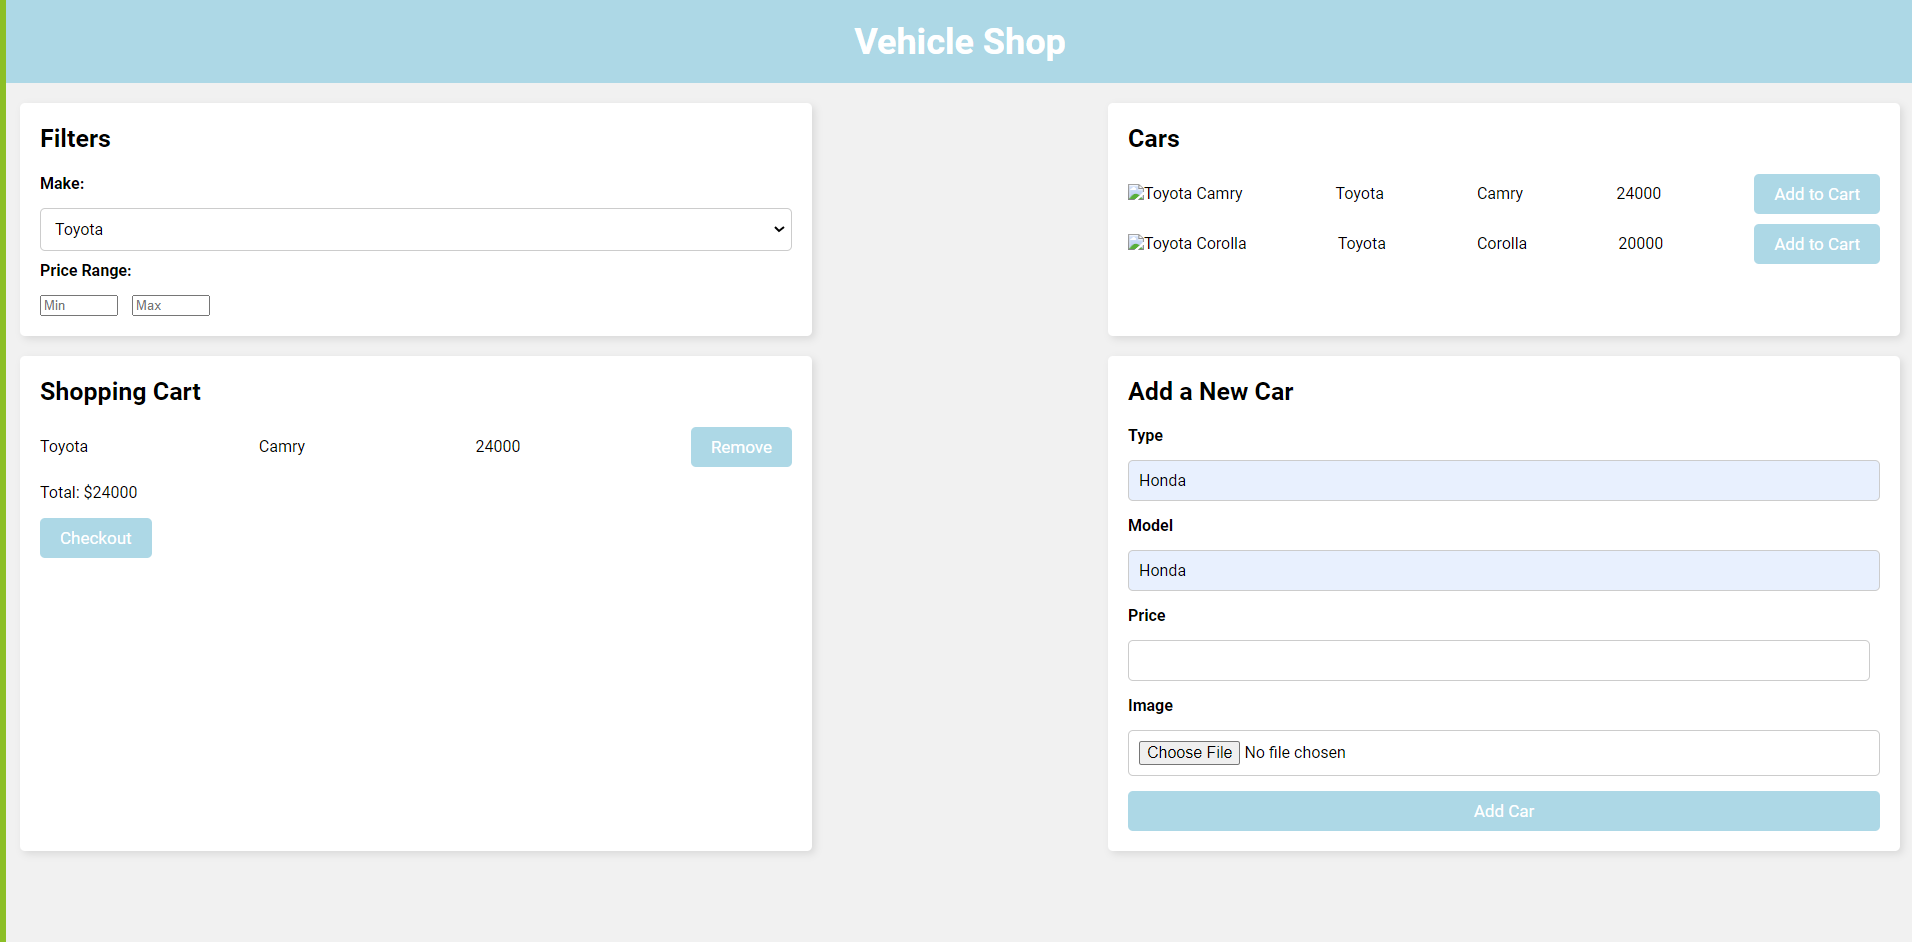 Vehicle Shop
Filters
Make:
Toyota
Price Range:
Min Max
Cars
Toyota Camry Toyota Camry 24000 Add to Cart
Toyota Corolla Toyota Corolla 20000 Add to Cart
Shopping Cart
Toyota Camry 24000 Remove
Total: $24000
Checkout
Add a New Car
Type
Honda
Model
Honda
Price
Image
Choose File No file chosen
Add Car